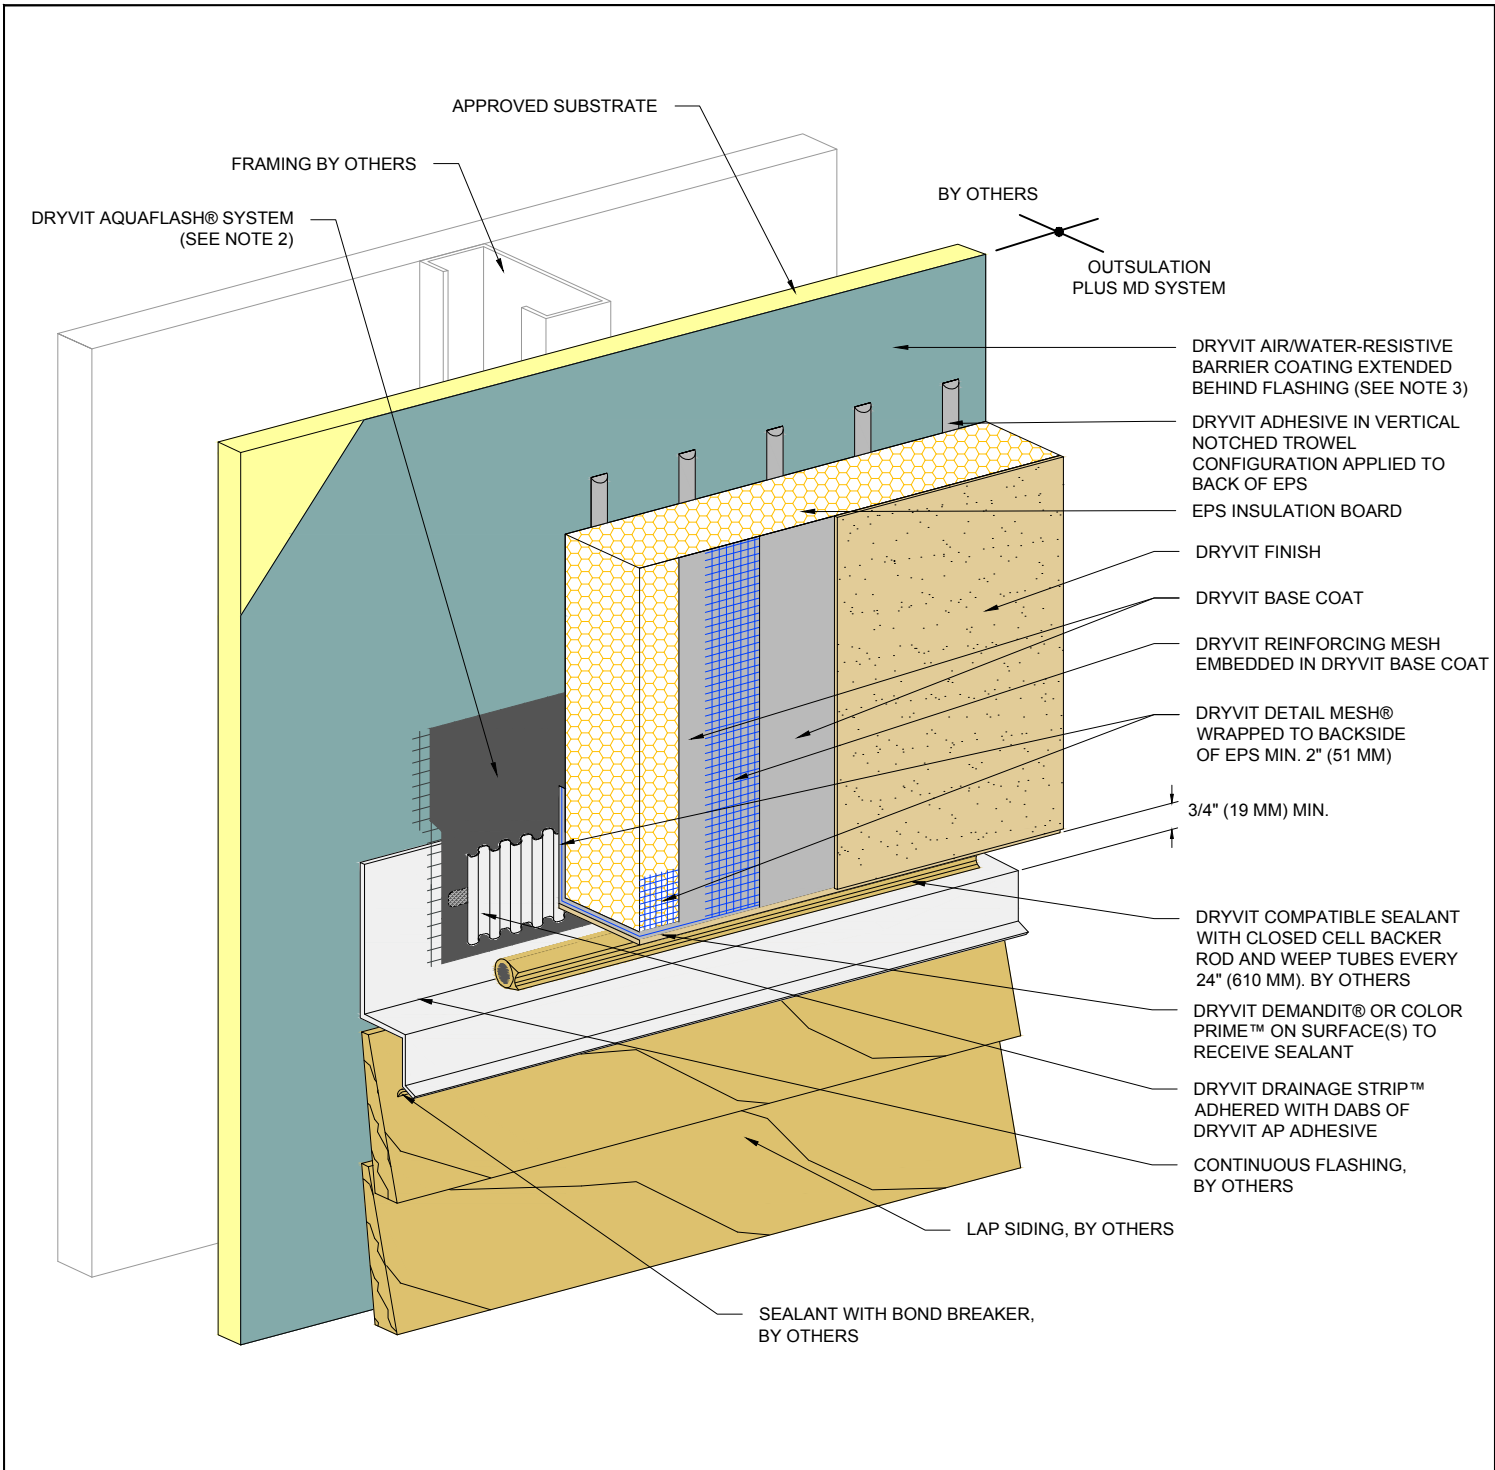 APPROVED SUBSTRATE
FRAMING BY OTHERS
DRYVIT AQUAFLASH® SYSTEM
(SEE NOTE 2)
BY OTHERS
OUTSULATION
PLUS MD SYSTEM
DRYVIT AIR/WATER-RESISTIVE
BARRIER COATING EXTENDED
BEHIND FLASHING (SEE NOTE 3)
DRYVIT ADHESIVE IN VERTICAL
NOTCHED TROWEL
CONFIGURATION APPLIED TO
BACK OF EPS
EPS INSULATION BOARD
DRYVIT FINISH
DRYVIT BASE COAT
DRYVIT REINFORCING MESH
EMBEDDED IN DRYVIT BASE COAT
DRYVIT DETAIL MESH®
WRAPPED TO BACKSIDE
OF EPS MIN. 2" (51 MM)
3/4" (19 MM) MIN.
DRYVIT COMPATIBLE SEALANT
WITH CLOSED CELL BACKER
ROD AND WEEP TUBES EVERY
24" (610 MM). BY OTHERS
DRYVIT DEMANDIT® OR COLOR
PRIME™ ON SURFACE(S) TO
RECEIVE SEALANT
DRYVIT DRAINAGE STRIP™
ADHERED WITH DABS OF
DRYVIT AP ADHESIVE
CONTINUOUS FLASHING,
BY OTHERS
LAP SIDING, BY OTHERS
SEALANT WITH BOND BREAKER,
BY OTHERS